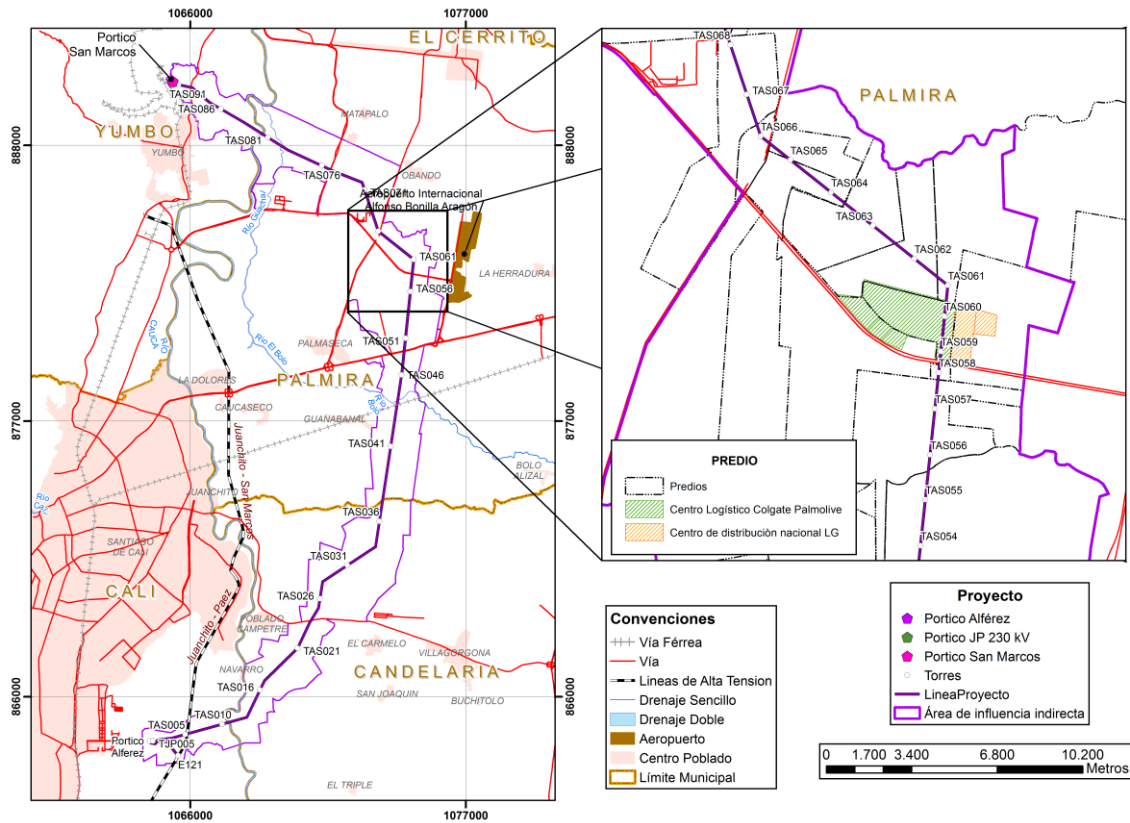 1066000
1077000
Portico
San Marcos
EL CERRITO
TAS091
TAS086
MATAPALO
YUMBO
YUMBO
TAS081
888000
888000
TAS076
OBANDO
Aeropuerto Internacional
Alfonso Bonilla Aragón
Río Guachal
TAS061
LA HERRADURA
TAS056
RÍO
CAUCA
Río El Bolo
PALMASECA
TAS051
LA DOLORES
PALMIRA
TAS046
CAUCASECO
Río
Bolo
GUANABANAL
877000
877000
TAS041
Juanchito - San Marcos
BOLO
ALIZAL
JUANCHITO
TAS036
SANTIAGO
DE CALI
TAS031
CALI
TAS026
Juanchito - Paez
POBLADO
CAMPETRE
EL CARMELO
TAS021
VILLAGORGONA
NAVARRO
CANDELARIA
TAS016
SAN JOAQUIN
BUCHITOLO
866000
866000
TAS010
TAS005
Portico
Alferez
TJP005
E121
EL TRIPLE
1066000
1077000
TAS068
TAS067
PALMIRA
TAS066
TAS065
TAS064
TAS063
TAS062
TAS061
TAS060
TAS059
TAS058
TAS057
TAS056
TAS055
TAS054
PREDIO
Predios
Centro Logístico Colgate Palmolive
Centro de distribución nacional LG
Convenciones
Vía Férrea
Vía
Lineas de Alta Tension
Drenaje Sencillo
Drenaje Doble
Aeropuerto
Centro Poblado
Límite Municipal
Proyecto
Portico Alférez
Portico JP 230 kV
Portico San Marcos
Torres
LineaProyecto
Área de influencia indirecta
0 1.700 3.400 6.800 10.200
Metros